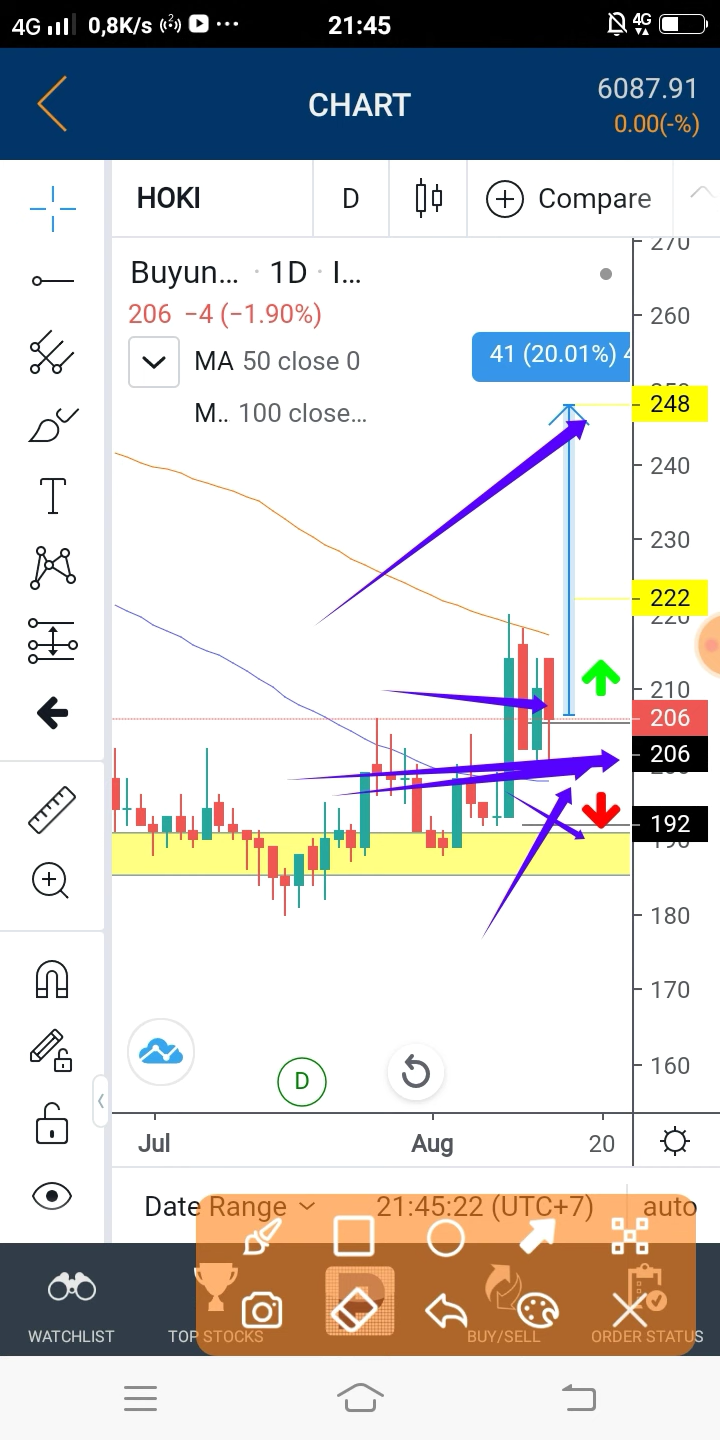 4G 0,8K/s ... 21:45 4G
CHART
6087.91
0.00(-%)
HOKI D Compare
Buyun... · 1D · I...
206 −4 (−1.90%)
MA 50 close 0
M.. 100 close...
41 (20.01%)
270
260
248
240
230
222
220
210
206
206
192
190
180
170
160
D
Jul Aug 20
Date Range 21:45:22 (UTC+7) auto
WATCHLIST TOP STOCKS BUY/SELL ORDER STATUS